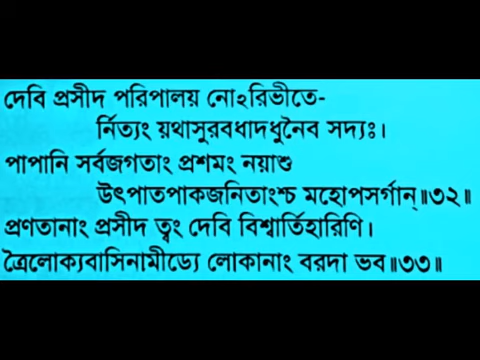 দেবি প্রসীদ পরিপালয় নোঽরিভীতে-
র্নিত্যং য়থাসুরবধাদধুনৈব সদ্যঃ।
পাপানি সর্বজগতাং প্রশমং নয়াশু
উৎপাতপাকজনিতাংশ্চ মহোপসর্গান্॥৩২॥
প্রণতানাং প্রসীদ ত্বং দেবি বিশ্বার্তিহারিণি।
ত্রৈলোক্যবাসিনামীড্যে লোকানাং বরদা ভব॥৩৩॥